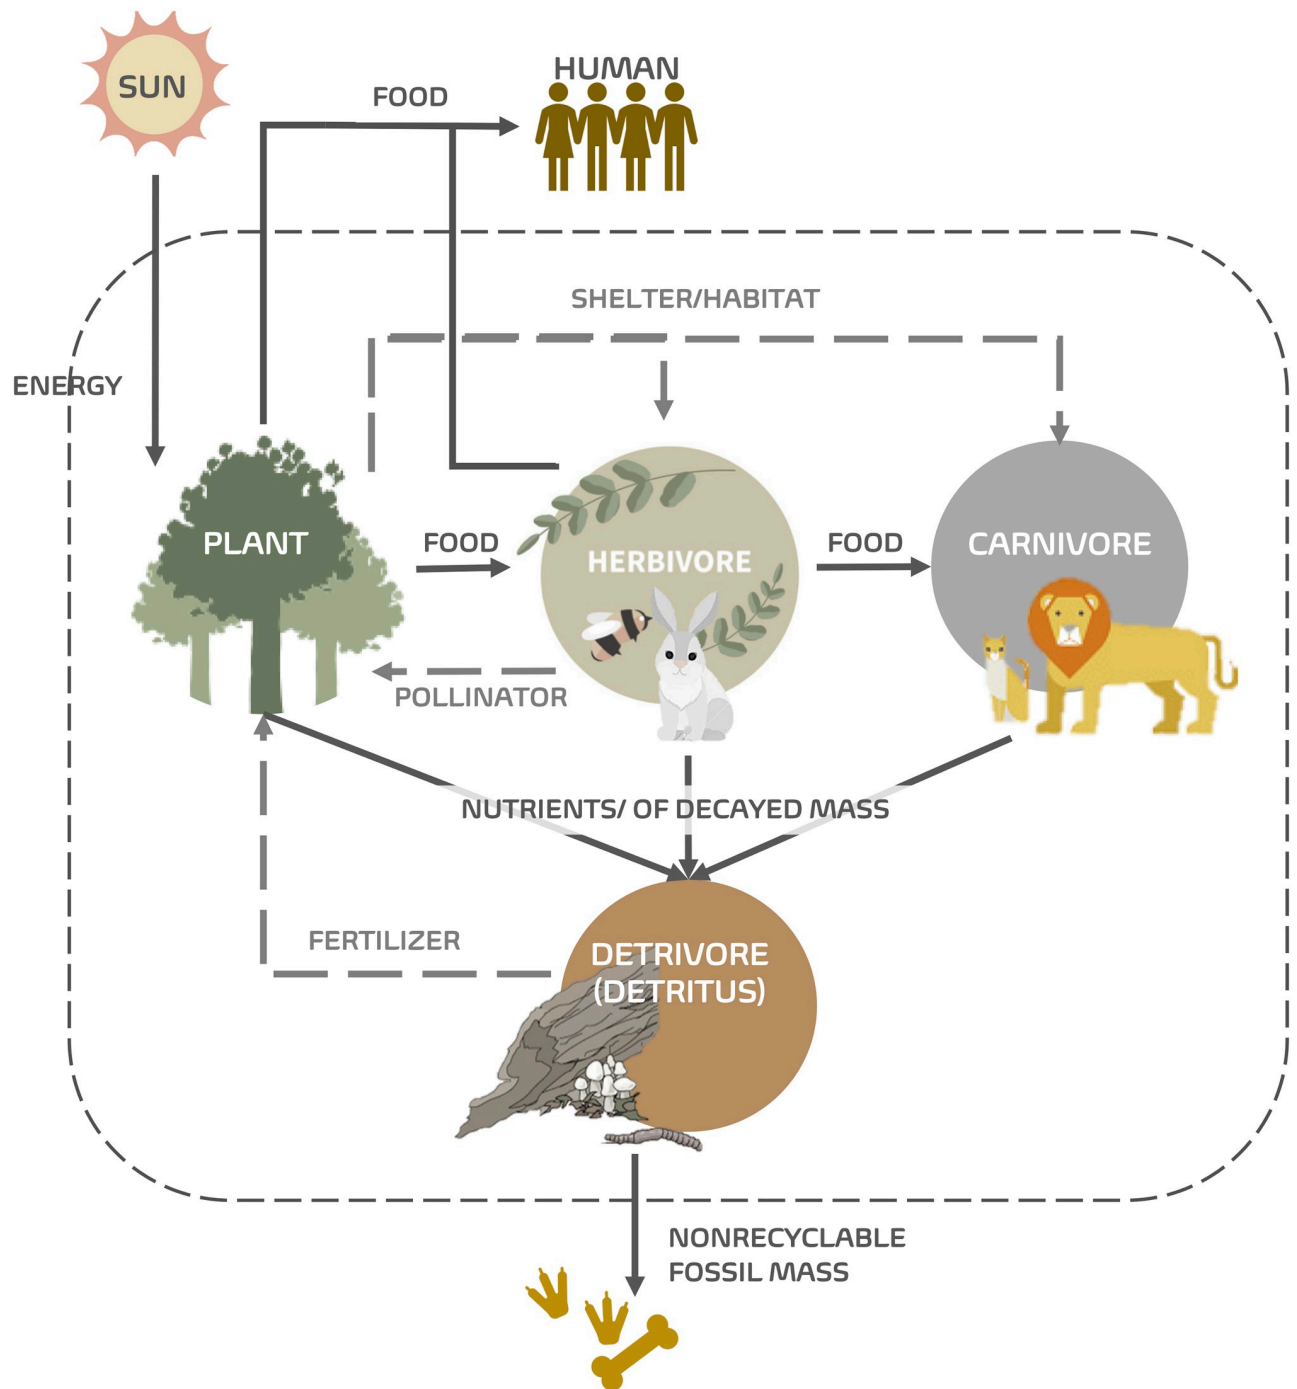 SUN
HUMAN
FOOD
SHELTER/HABITAT
ENERGY
PLANT
FOOD
HERBIVORE
FOOD
CARNIVORE
POLLINATOR
NUTRIENTS/ OF DECAYED MASS
FERTILIZER
DETRIVORE
(DETRITUS)
NONRECYCLABLE
FOSSIL MASS